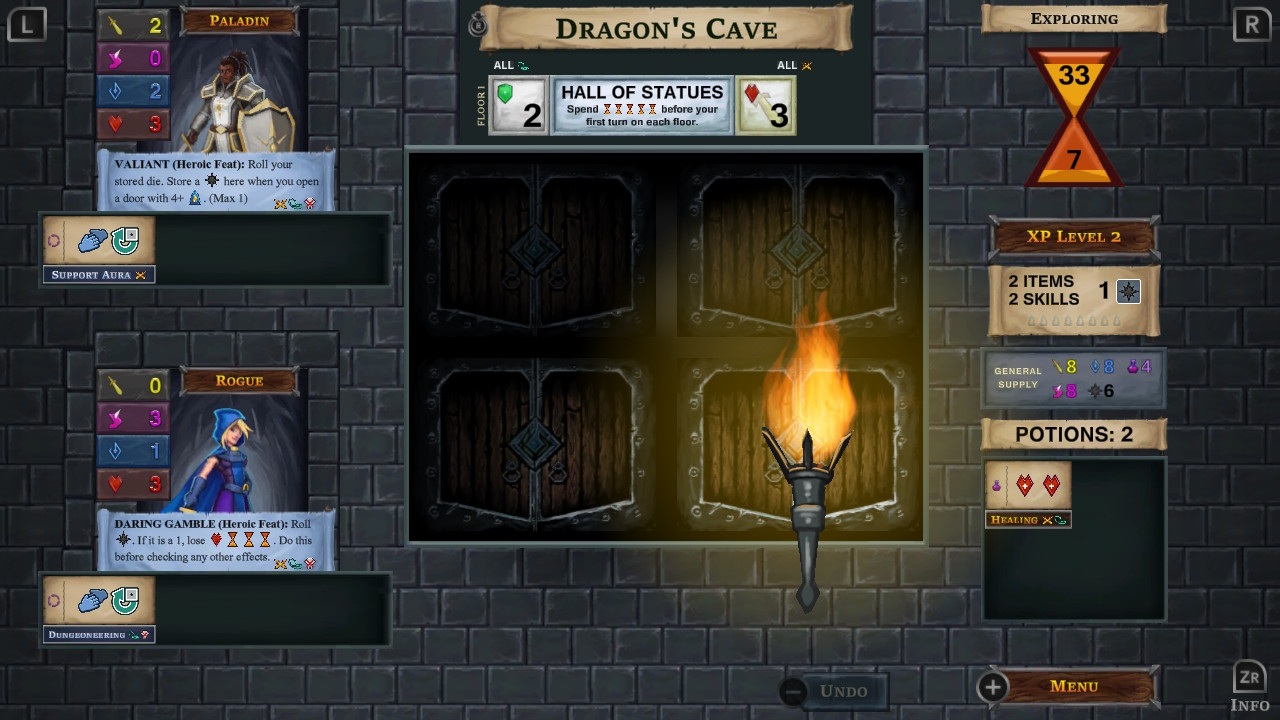 L
2
0
2
3
PALADIN
VALIANT (Heroic Feat): Roll your
stored die. Store a here when you open
a door with 4+ . (Max 1)
SUPPORT AURA
0
3
1
3
ROGUE
DARING GAMBLE (Heroic Feat): Roll
. If it is a 1, lose . Do this
before checking any other effects.
DUNGEONEERING
R
DRAGON'S CAVE
ALL
ALL
FLOOR 1
2
HALL OF STATUES
Spend before your
first turn on each floor.
3
EXPLORING
R
33
7
XP LEVEL 2
2 ITEMS
2 SKILLS
1
GENERAL
SUPPLY
8 8 4
8 6
POTIONS: 2
HEALING
UNDO
MENU
ZR
INFO